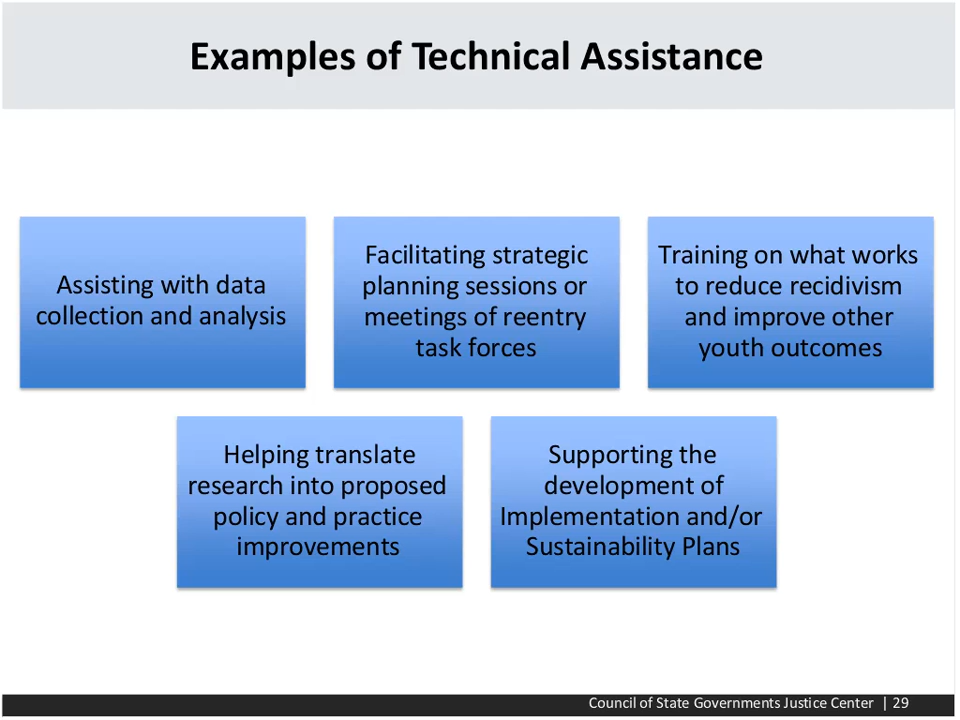 Examples of Technical Assistance
Assisting with data
collection and analysis
Facilitating strategic
planning sessions or
meetings of reentry
task forces
Training on what works
to reduce recidivism
and improve other
youth outcomes
Helping translate
research into proposed
policy and practice
improvements
Supporting the
development of
Implementation and/or
Sustainability Plans
Council of State Governments Justice Center | 29